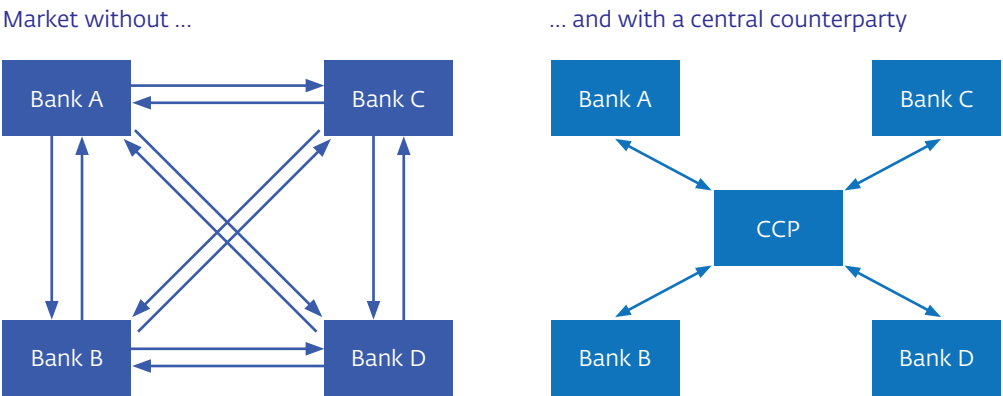 Market without ...
... and with a central counterparty
Bank A
Bank C
Bank B
Bank D
Bank A
Bank C
CCP
Bank B
Bank D